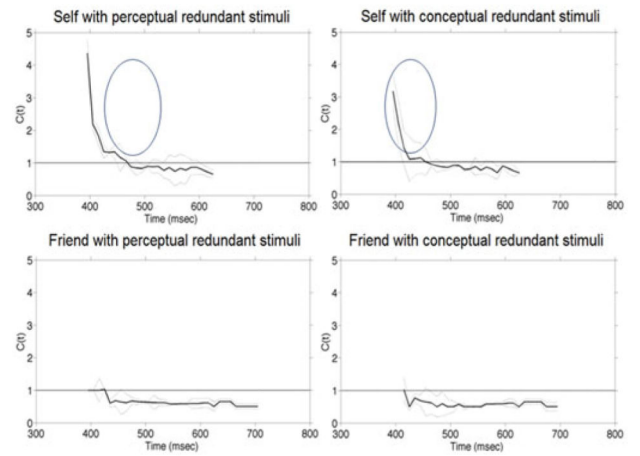 Self with perceptual redundant stimuli
5
4
3
2
1
0
C(t)
300 400 500 600 700 800
Time (msec)
Self with conceptual redundant stimuli
5
4
3
2
1
0
C(t)
300 400 500 600 700 800
Time (msec)
Friend with perceptual redundant stimuli
5
4
3
2
1
0
C(t)
300 400 500 600 700 800
Time (msec)
Friend with conceptual redundant stimuli
5
4
3
2
1
0
C(t)
300 400 500 600 700 800
Time (msec)